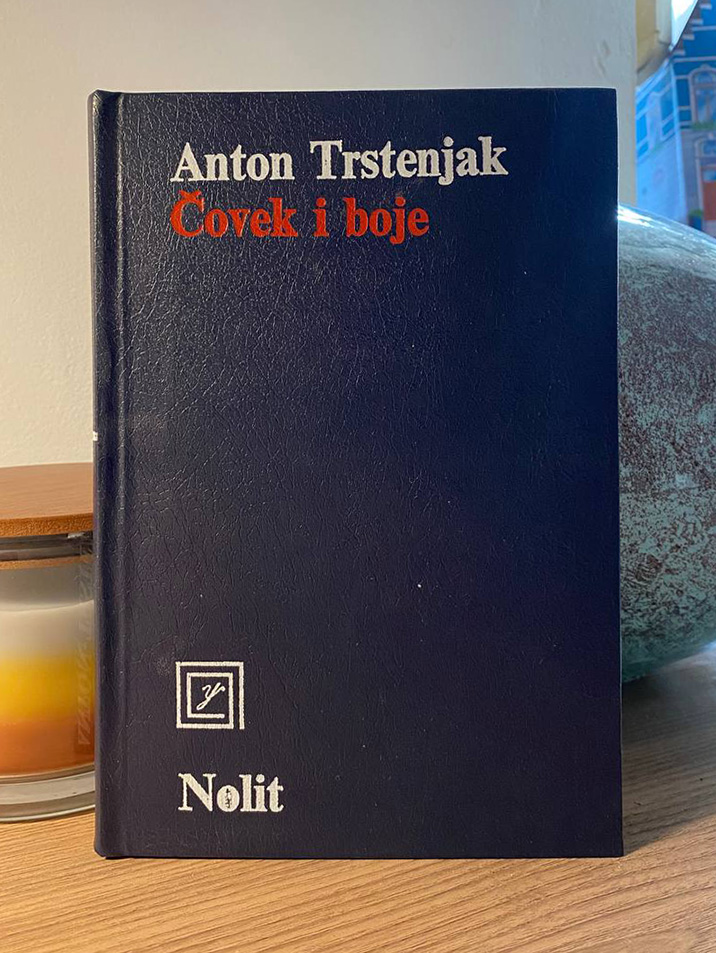 Anton Trstenjak
Čovek i boje
y
Nolit